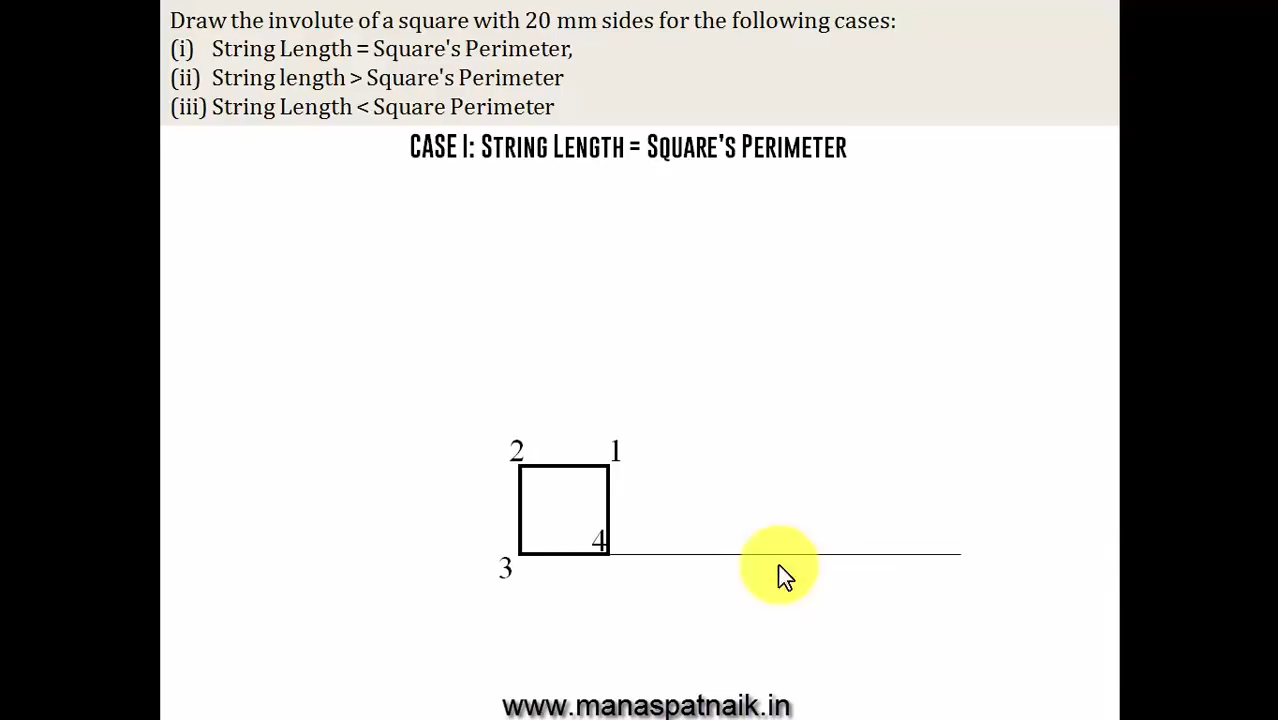 Draw the involute of a square with 20 mm sides for the following cases:
(i) String Length = Square's Perimeter,
(ii) String length > Square's Perimeter
(iii) String Length < Square Perimeter
CASE I: STRING LENGTH = SQUARE'S PERIMETER
2 1
4
3
www.manaspatnaik.in